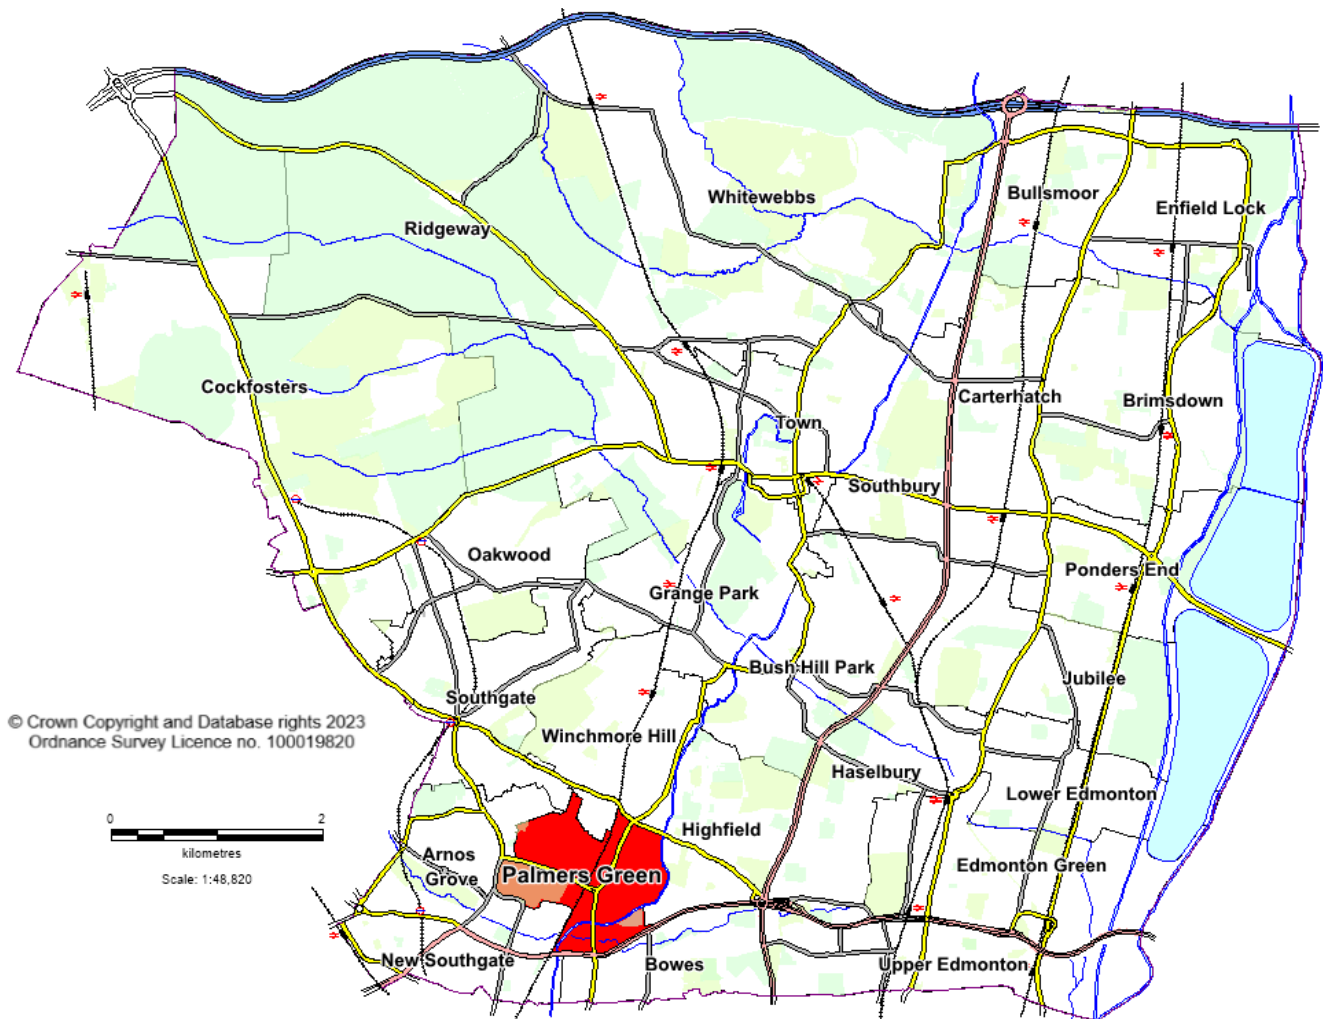 Whitewebbs
Bullsmoor
Enfield Lock
Ridgeway
Cockfosters
Carterhatch
Brimsdown
Town
Southbury
Oakwood
Grange Park
Ponders End
Bush Hill Park
Jubilee
Southgate
© Crown Copyright and Database rights 2023
Ordnance Survey Licence no. 100019820
Winchmore Hill
Haselbury
Lower Edmonton
0 2
kilometres
Scale: 1:48,820
Highfield
Arnos
Grove
Palmers Green
Edmonton Green
New Southgate
Bowes
Upper Edmonton